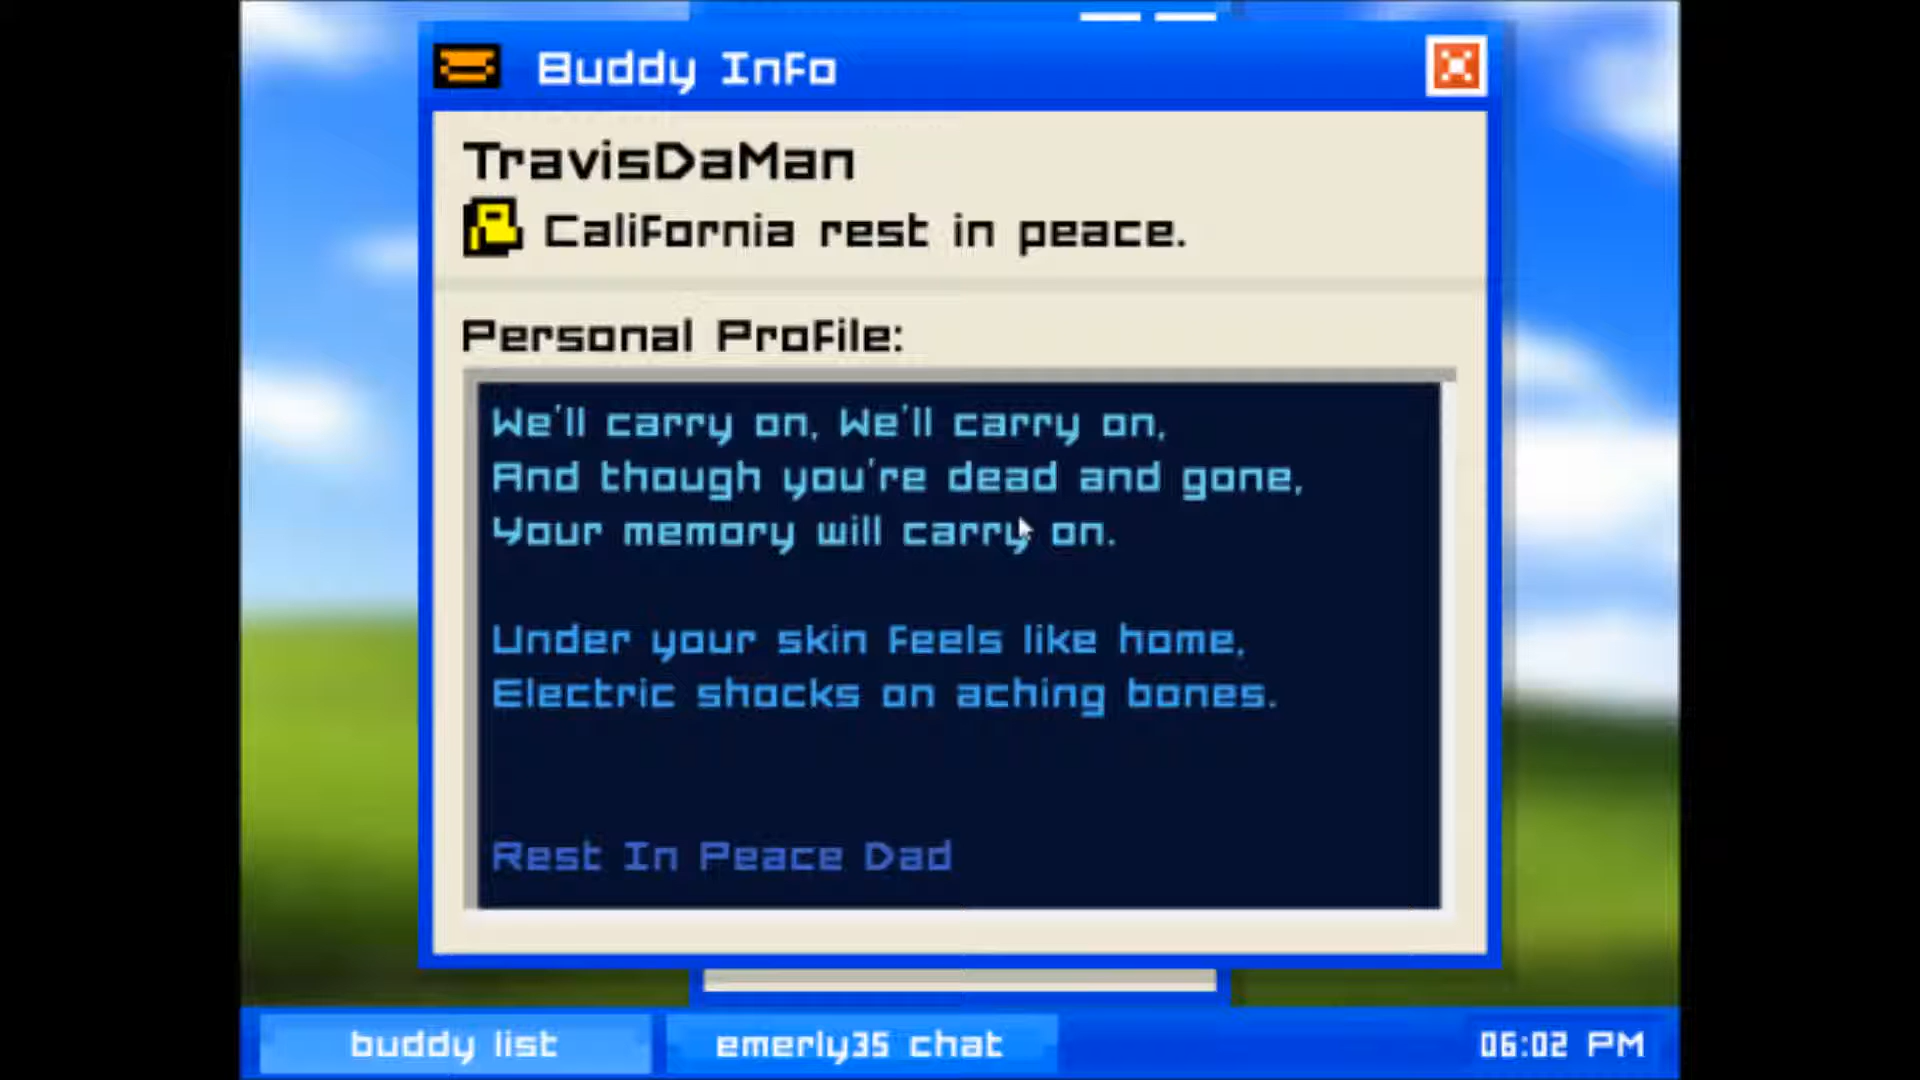 Buddy Info
TravisDaMan
California rest in peace.
Personal Profile:
We'll carry on, We'll carry on,
And though you're dead and gone,
Your memory will carry on.
Under your skin feels like home,
Electric shocks on aching bones.
Rest In Peace Dad
buddy list
emerly35 chat
06:02 PM